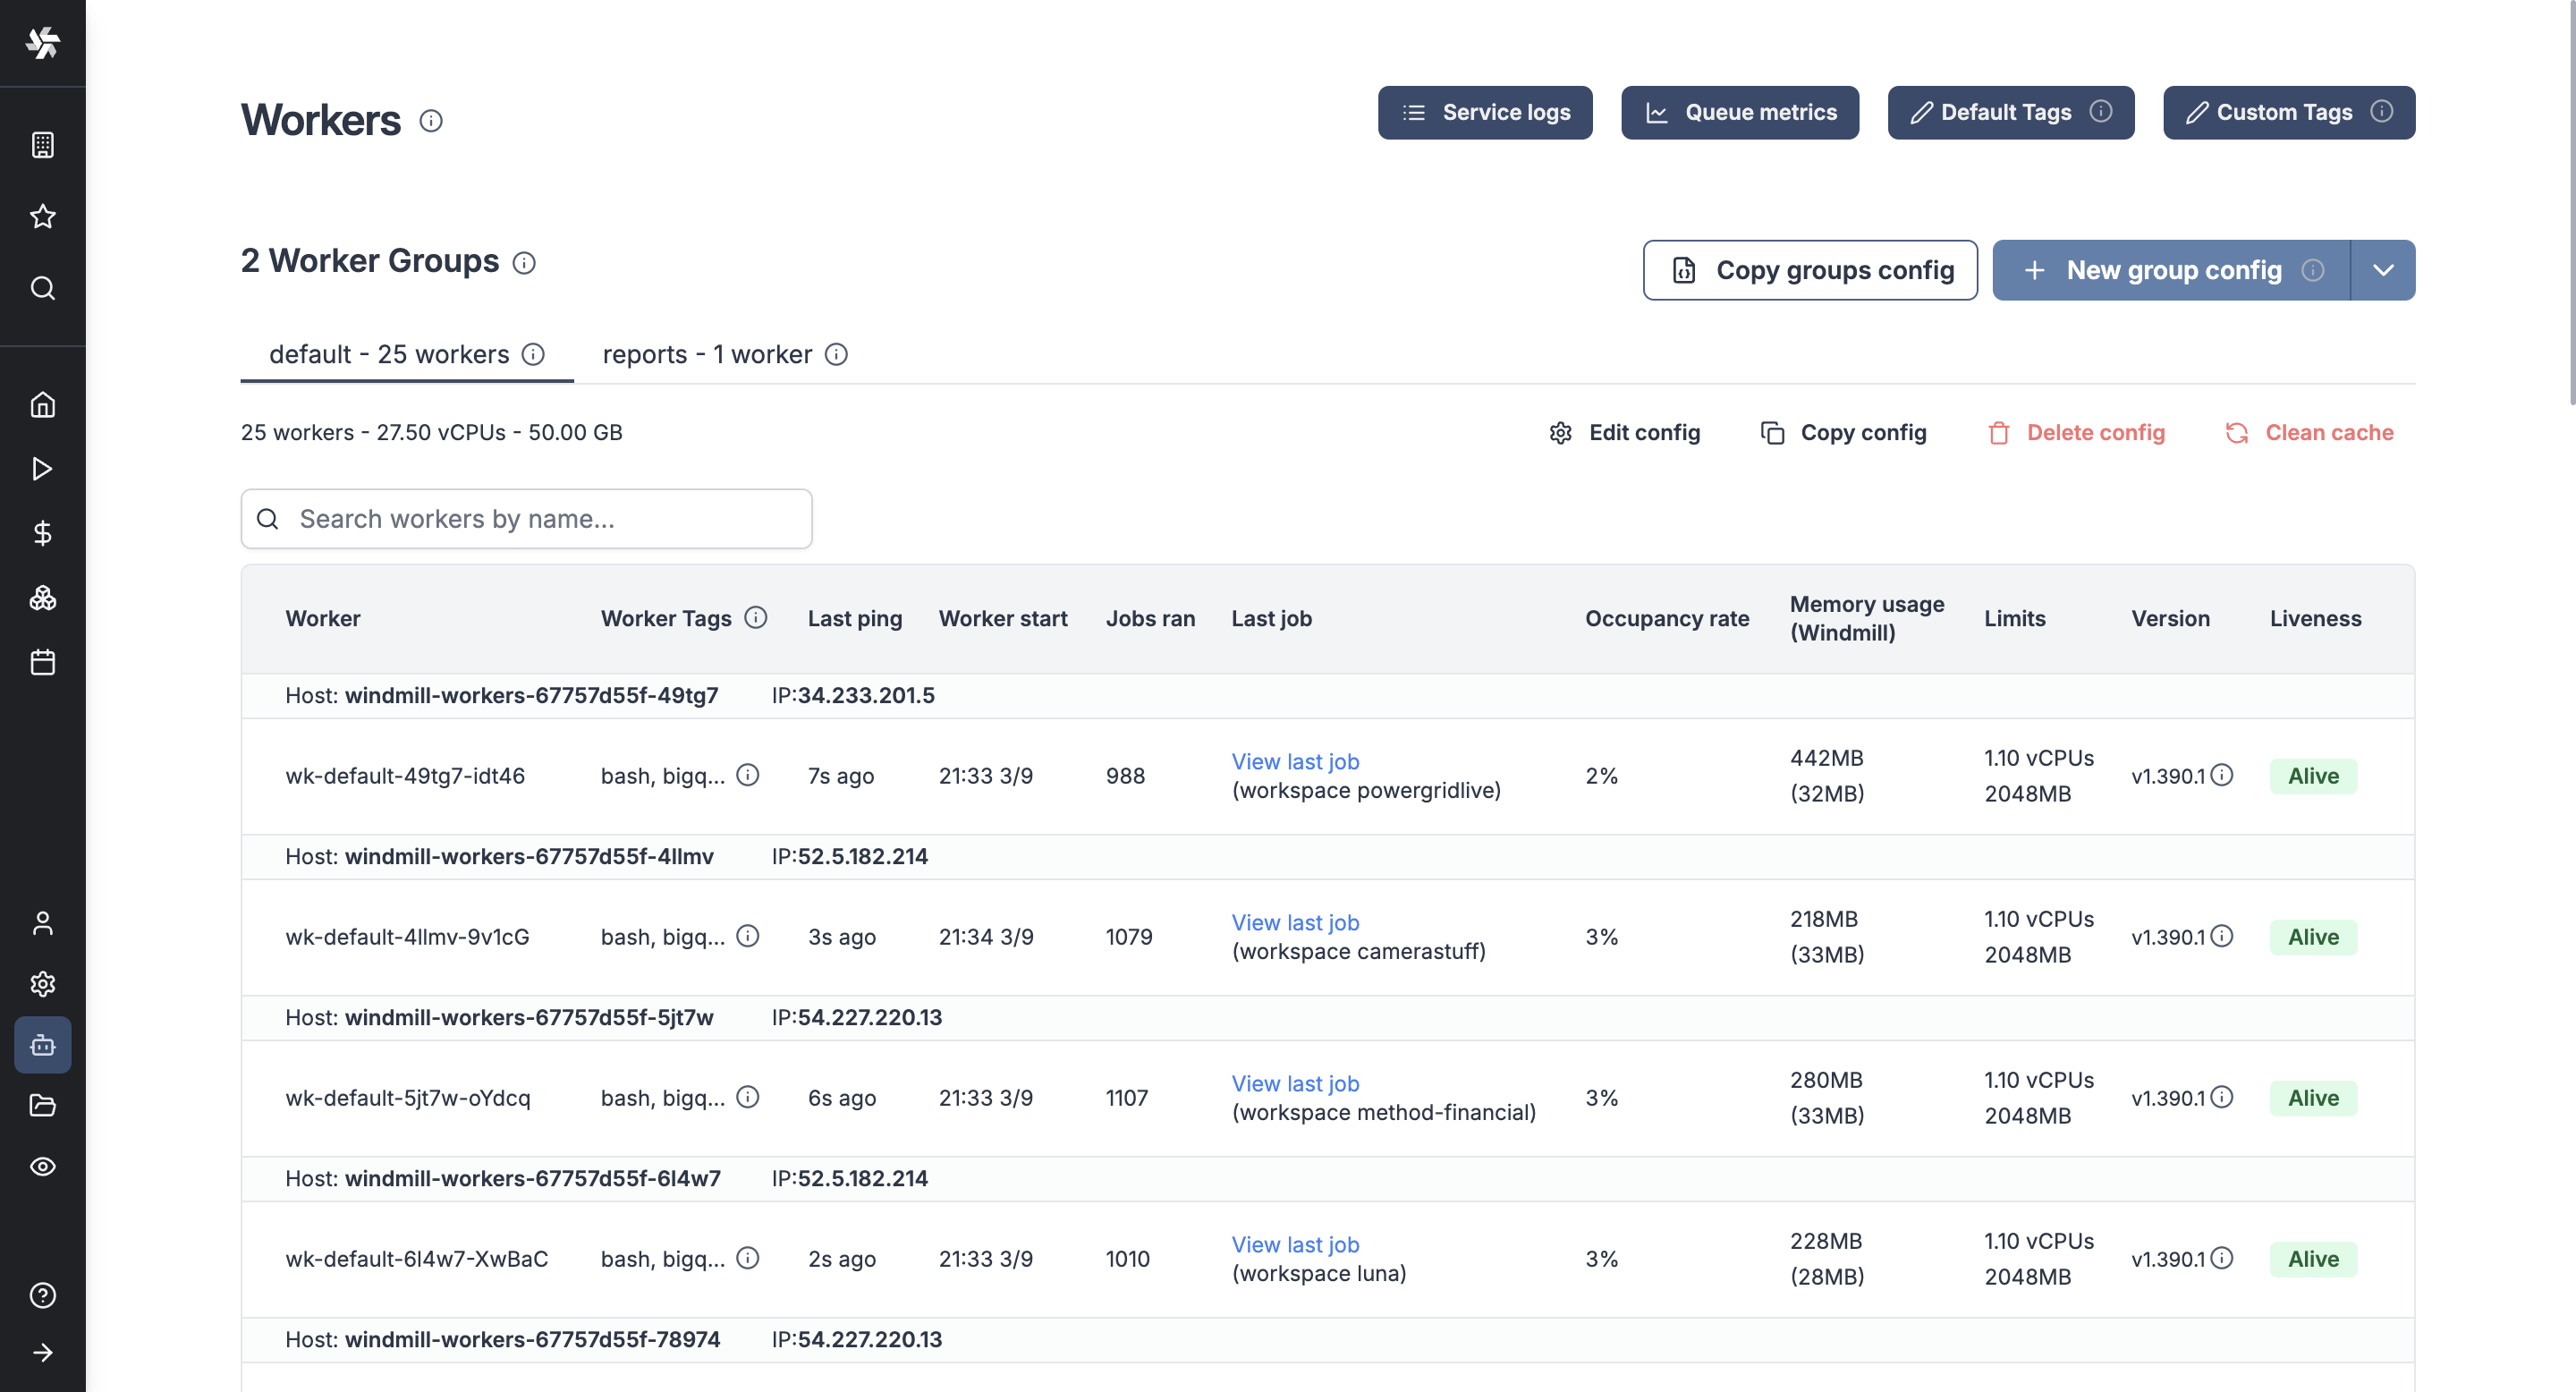 Workers
Service logs
Queue metrics
Default Tags
Custom Tags
2 Worker Groups
Copy groups config
New group config
default - 25 workers
reports - 1 worker
25 workers - 27.50 vCPUs - 50.00 GB
Edit config
Copy config
Delete config
Clean cache
Search workers by name...
Worker Worker Tags Last ping Worker start Jobs ran Last job Occupancy rate Memory usage (Windmill) Limits Version Liveness
Host: windmill-workers-67757d55f-49tg7 IP:34.233.201.5
wk-default-49tg7-idt46 bash, bigq... 7s ago 21:33 3/9 988 View last job (workspace powergridlive) 2% 442MB (32MB) 1.10 vCPUs 2048MB v1.390.1 Alive
Host: windmill-workers-67757d55f-4llmv IP:52.5.182.214
wk-default-4llmv-9v1cG bash, bigq... 3s ago 21:34 3/9 1079 View last job (workspace camerastuff) 3% 218MB (33MB) 1.10 vCPUs 2048MB v1.390.1 Alive
Host: windmill-workers-67757d55f-5jt7w IP:54.227.220.13
wk-default-5jt7w-oYdcq bash, bigq... 6s ago 21:33 3/9 1107 View last job (workspace method-financial) 3% 280MB (33MB) 1.10 vCPUs 2048MB v1.390.1 Alive
Host: windmill-workers-67757d55f-6l4w7 IP:52.5.182.214
wk-default-6l4w7-XwBaC bash, bigq... 2s ago 21:33 3/9 1010 View last job (workspace luna) 3% 228MB (28MB) 1.10 vCPUs 2048MB v1.390.1 Alive
Host: windmill-workers-67757d55f-78974 IP:54.227.220.13